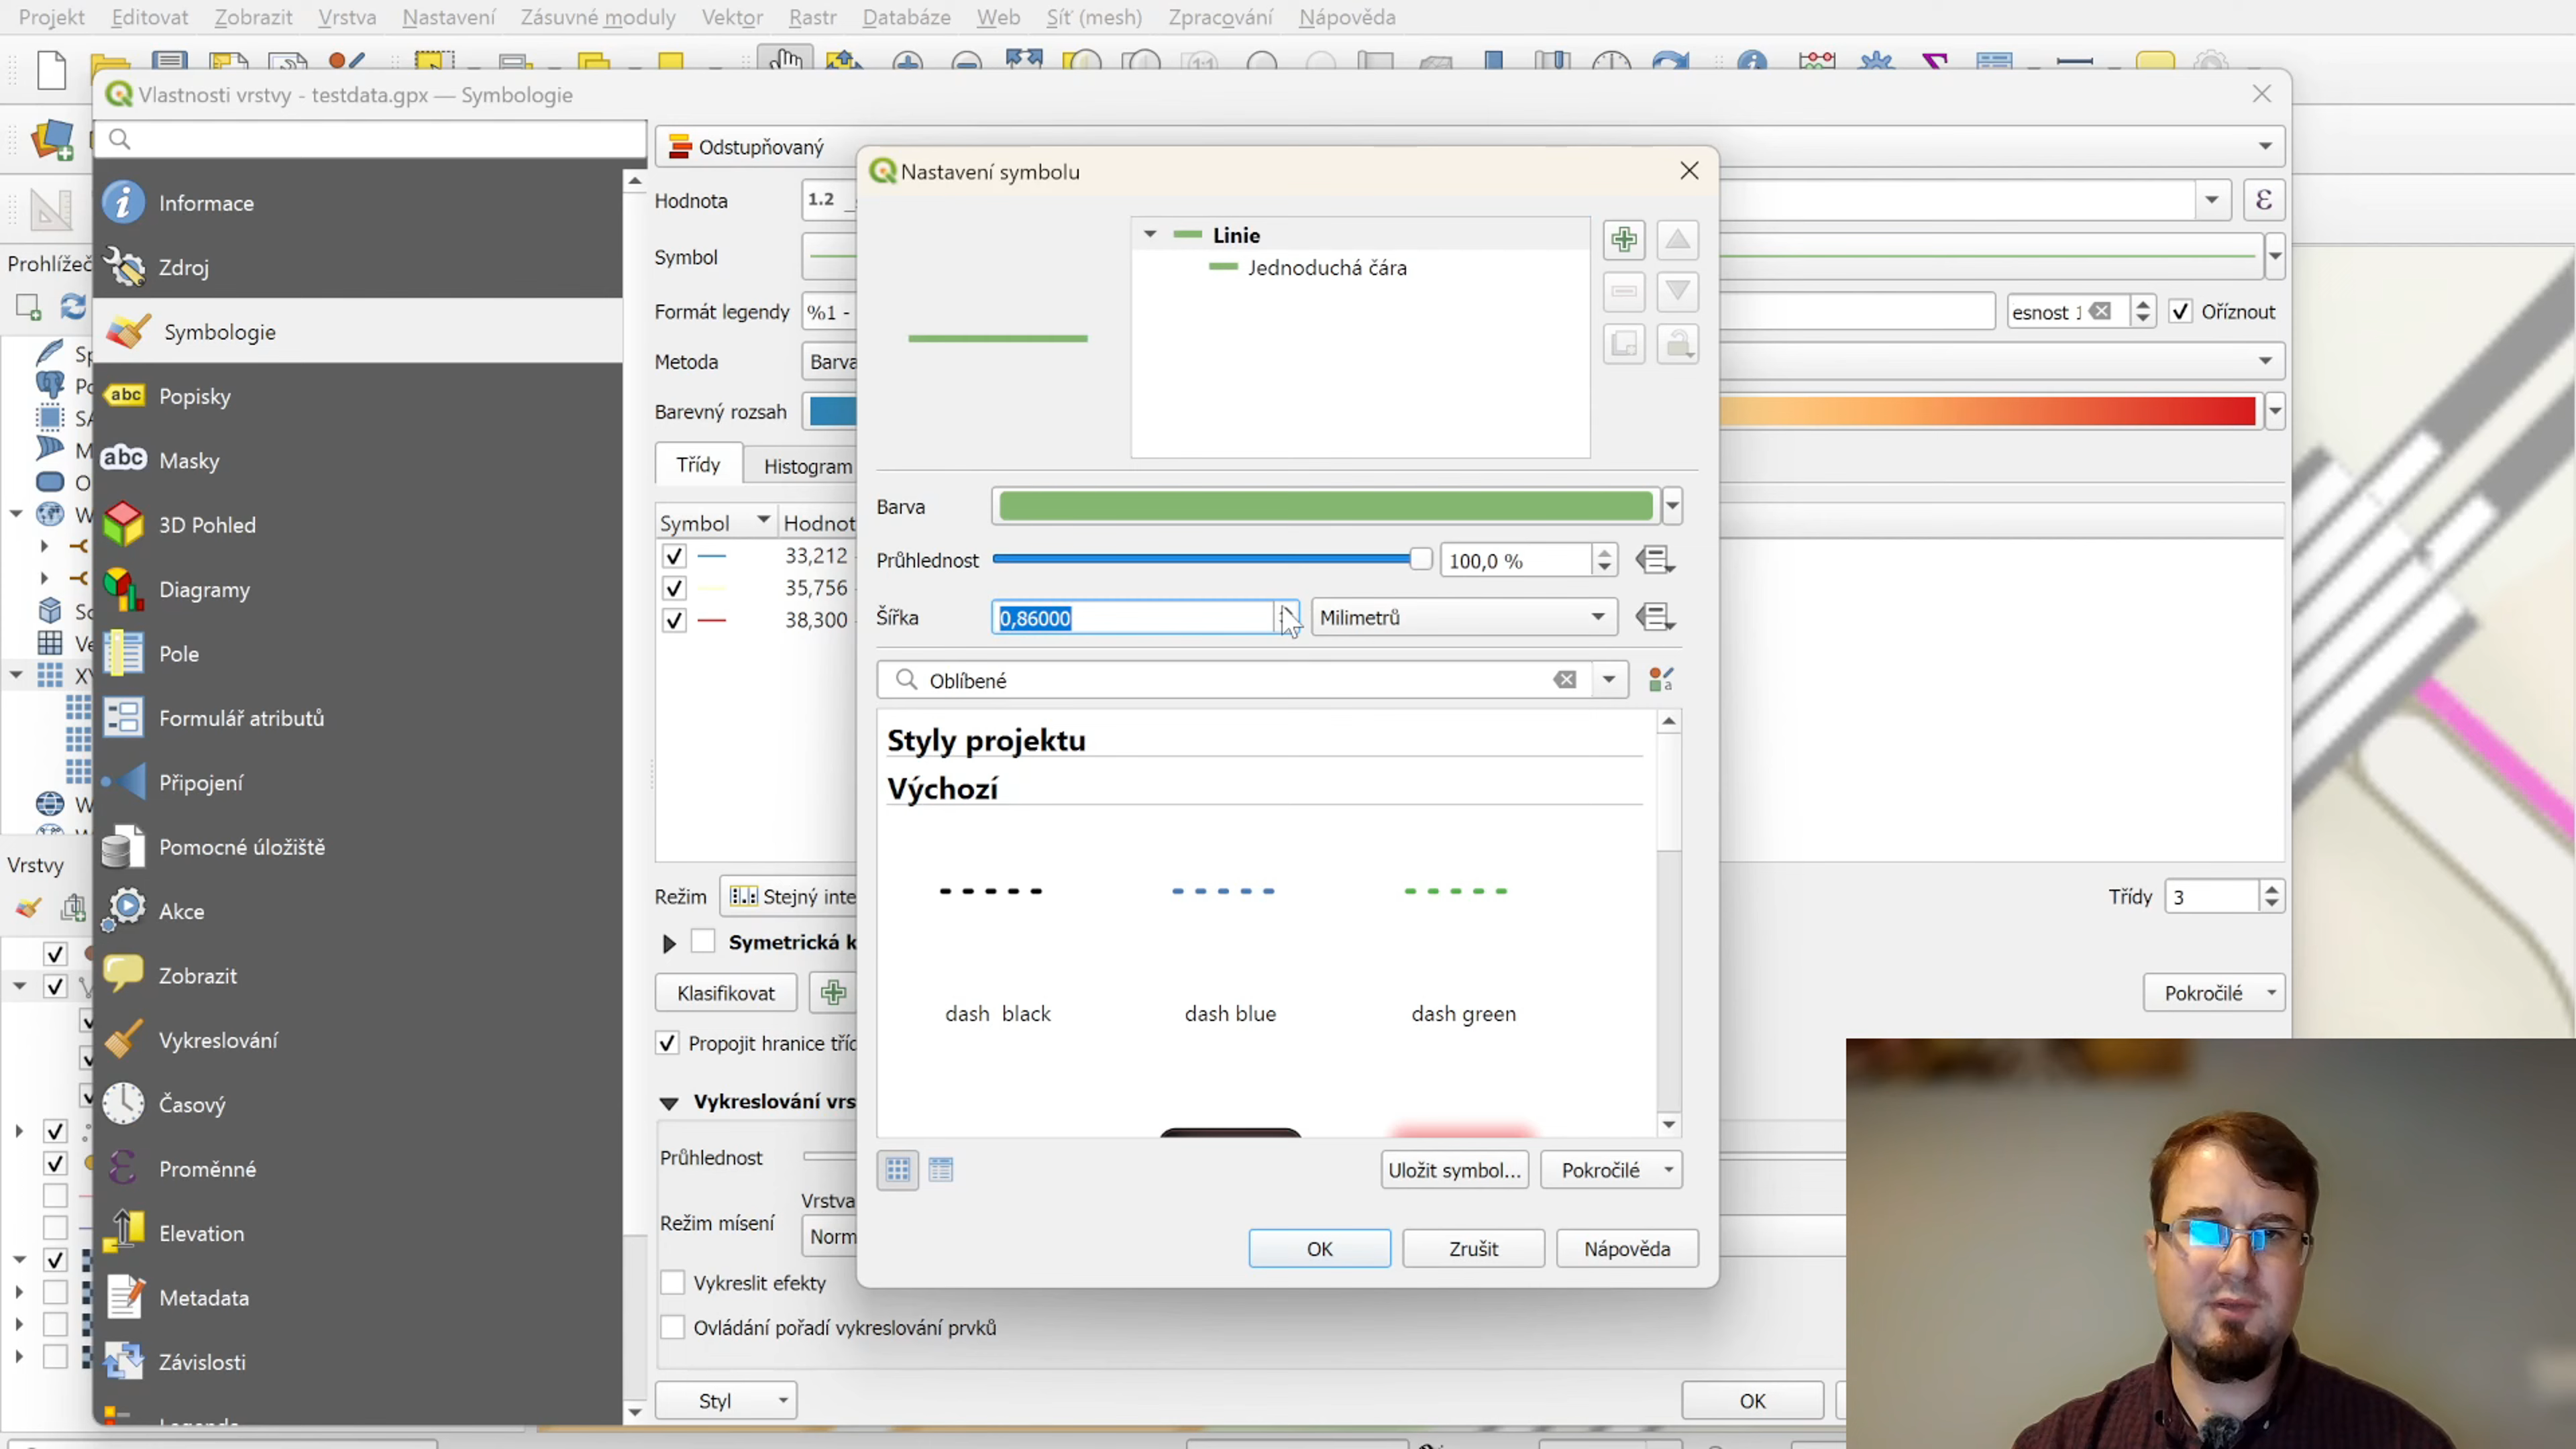 Projekt Editovat Zobrazit Vrstva Nastavení Zásuvné moduly Vektor Rastr Databáze Web Síť (mesh) Zpracování Nápověda
Vlastnosti vrstvy - testdata.gpx — Symbologie
Informace
Zdroj
Symbologie
Popisky
Masky
3D Pohled
Diagramy
Pole
Formulář atributů
Připojení
Pomocné úložiště
Akce
Zobrazit
Vykreslování
Časový
Proměnné
Elevation
Metadata
Závislosti
Prohlížeč
Vrstvy
Odstupňovaný
Hodnota 1.2
Symbol
Formát legendy %1 -
esnost 1
Oříznout
Metoda Barva
Barevný rozsah
Třídy Histogram
Symbol Hodnot
33,212 -
35,756 -
38,300
Režim Stejný inte
Třídy 3
Symetrická k
Klasifikovat
Pokročilé
Propojit hranice tříd
Vykreslování vrs
Průhlednost
Vrstva
Režim mísení Norm
Vykreslit efekty
Ovládání pořadí vykreslování prvků
Styl
OK
Nastavení symbolu
Linie
Jednoduchá čára
Barva
Průhlednost 100,0 %
Šířka 0,86000 Milimetrů
Oblíbené
Styly projektu
Výchozí
dash black dash blue dash green
Uložit symbol... Pokročilé
OK Zrušit Nápověda